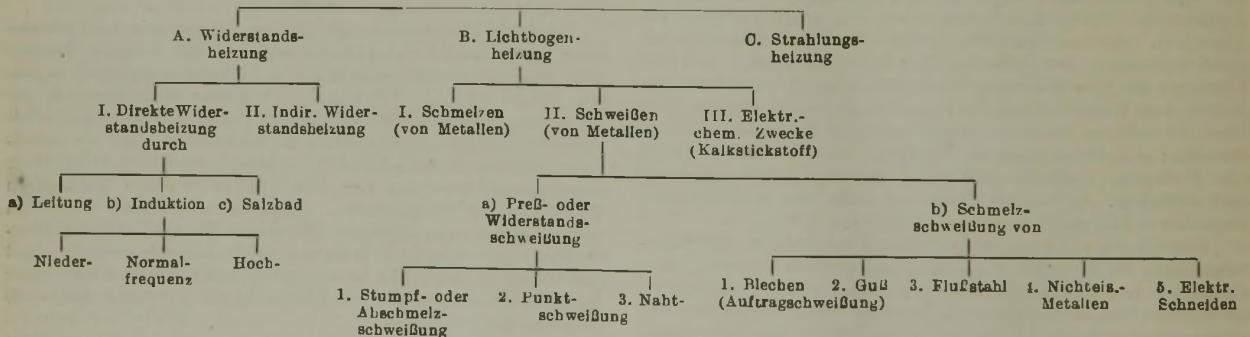 A. Widerstands-
heizung
B. Lichtbogen-
heizung
C. Strahlungs-
heizung
I. Direkte Wider-
standsheizung
durch
II. Indir. Wider-
standsheizung
I. Schmelzen
(von Metallen)
II. Schweißen
(von Metallen)
III. Elektr.-
chem. Zwecke
(Kalkstickstoff)
a) Leitung b) Induktion c) Salzbad
Nieder- Normal- Hoch-
frequenz
a) Preß- oder
Widerstands-
schweißung
b) Schmelz-
schweißung von
1. Stumpf- oder
Abschmelz-
schweißung
2. Punkt- 3. Naht-
schweißung
1. Blechen 2. Guß
(Auftragschweißung)
3. Flußstahl
4. Nichteis.-
Metallen
5. Elektr.
Schneiden